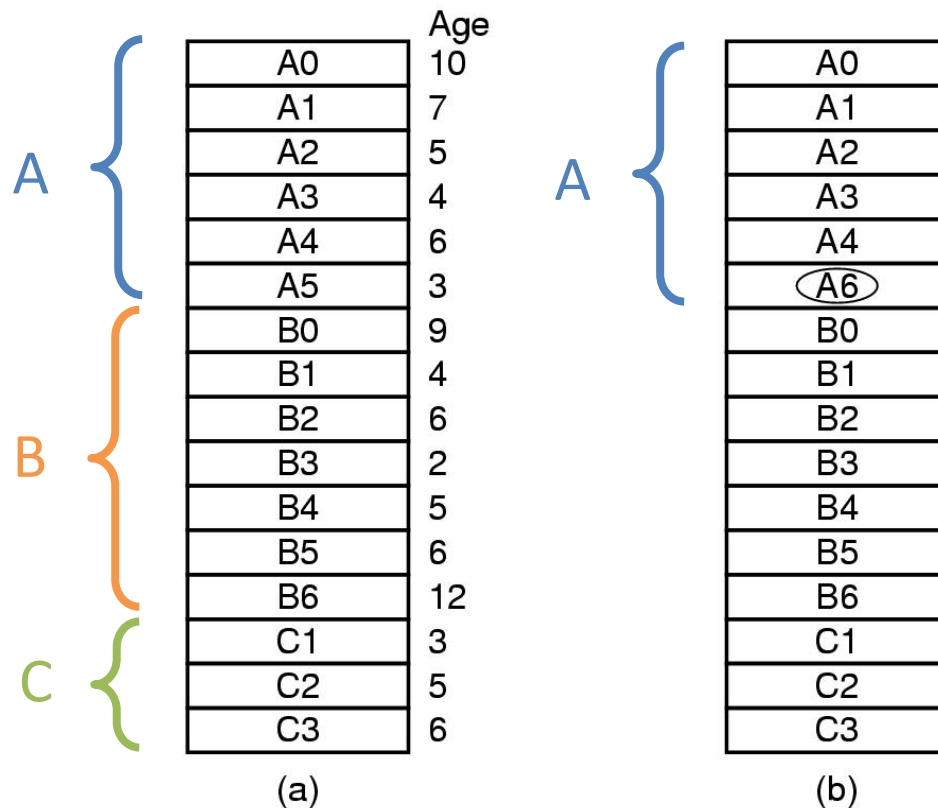 Age
A0 10 A0
A1 7 A1
A2 5 A2
A A3 4 A A3
A4 6 A4
A5 3 A6
B0 9 B0
B1 4 B1
B2 6 B2
B B3 2 B3
B4 5 B4
B5 6 B5
B6 12 B6
C1 3 C1
C C2 5 C2
C3 6 C3
(a) (b)